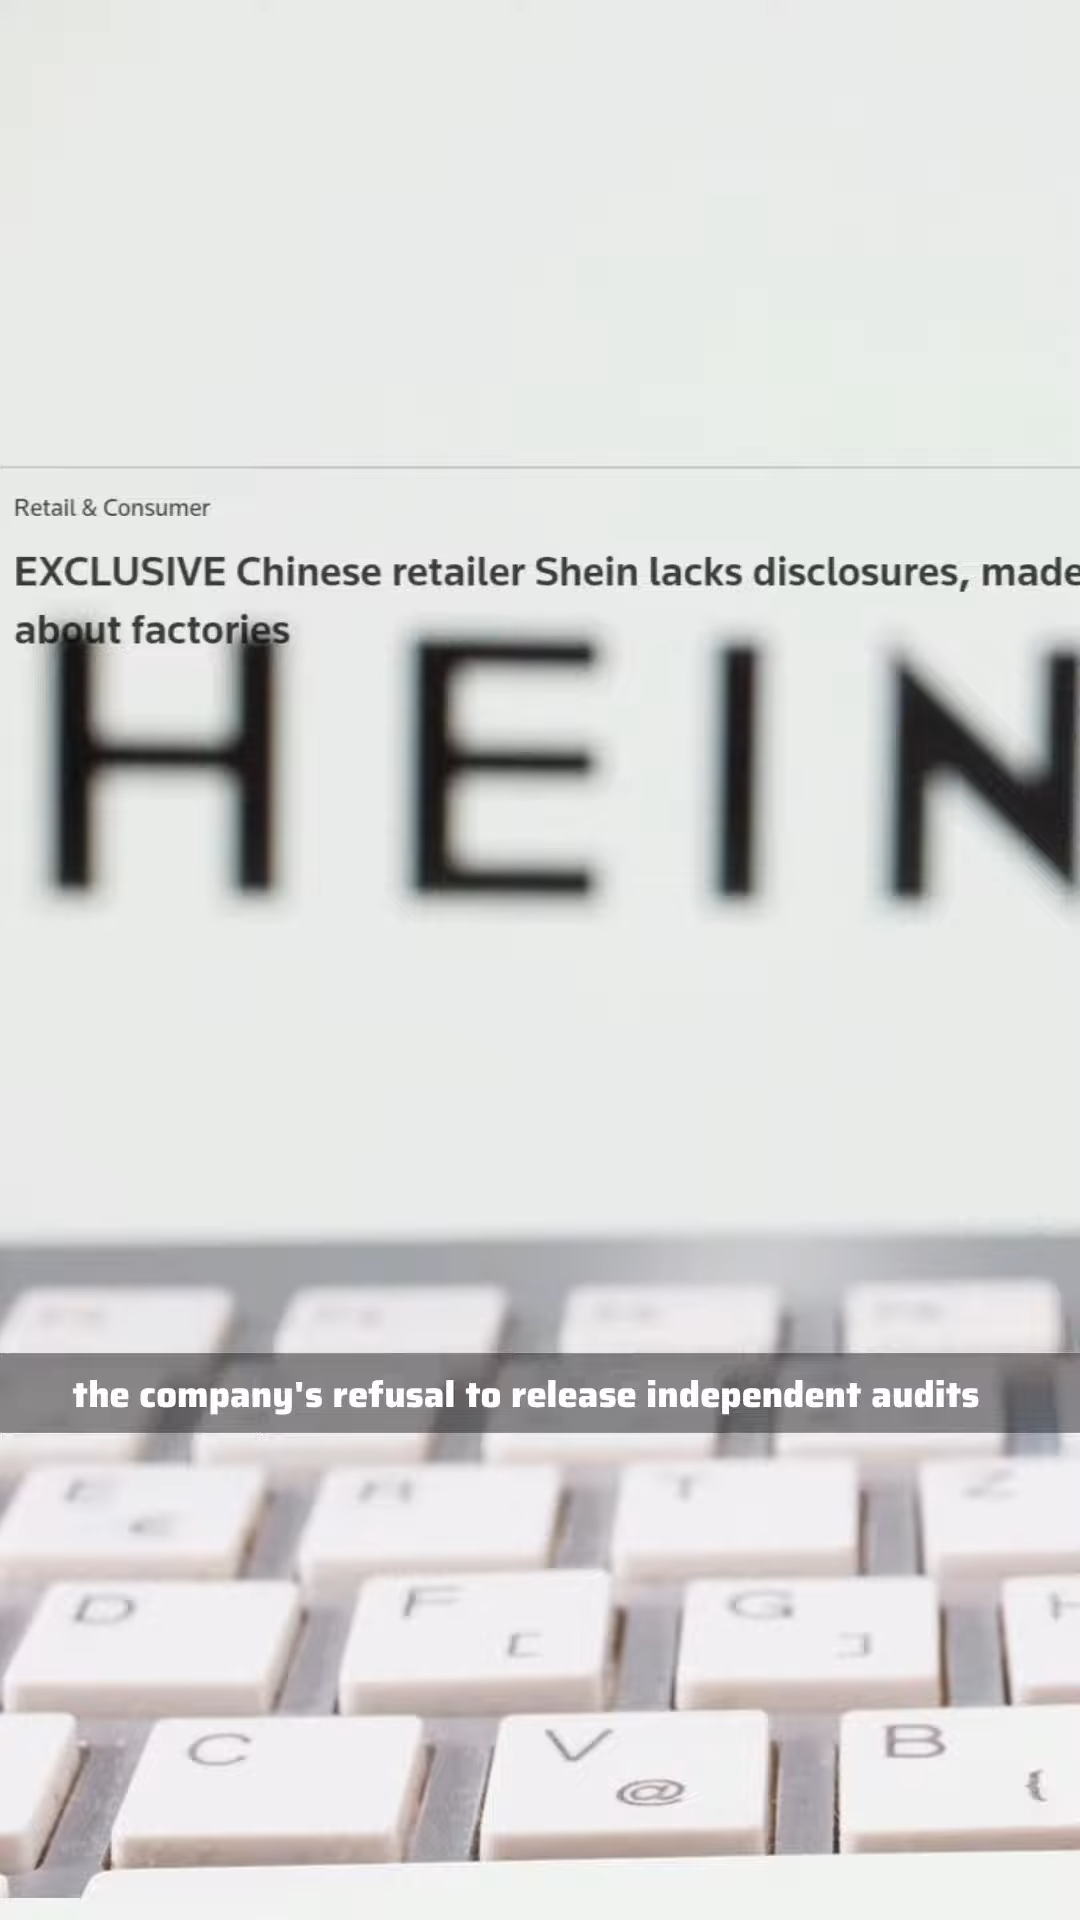 Retail & Consumer
EXCLUSIVE Chinese retailer Shein lacks disclosures, made
about factories
HEIN
the company's refusal to release independent audits
E R T Z
D F G H
C V B
@